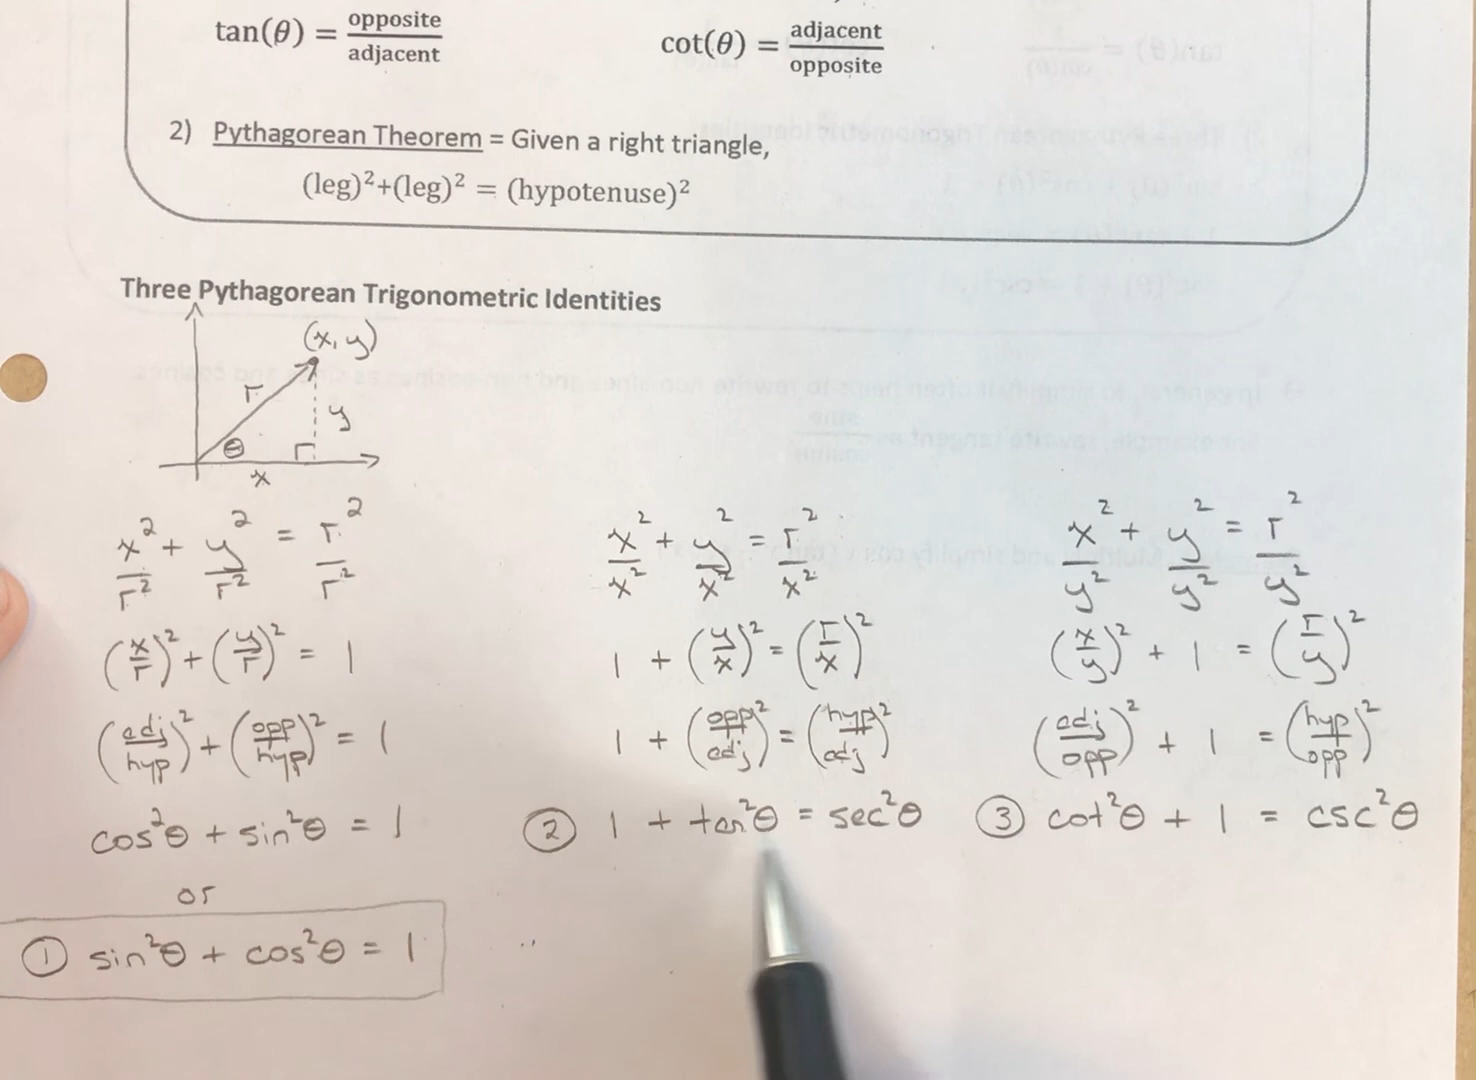 tan(θ) = opposite/adjacent
cot(θ) = adjacent/opposite
2) Pythagorean Theorem = Given a right triangle,
(leg)²+(leg)² = (hypotenuse)²
Three Pythagorean Trigonometric Identities
(x, y)
r
y
θ
x
x²/r² + y²/r² = r²/r²
(x/r)² + (y/r)² = 1
(adj/hyp)² + (opp/hyp)² = 1
cos²θ + sin²θ = 1
or
① sin²θ + cos²θ = 1
x²/x² + y²/x² = r²/x²
1 + (y/x)² = (r/x)²
1 + (opp/adj)² = (hyp/adj)²
② 1 + tan²θ = sec²θ
x²/y² + y²/y² = r²/y²
(x/y)² + 1 = (r/y)²
(adj/opp)² + 1 = (hyp/opp)²
③ cot²θ + 1 = csc²θ